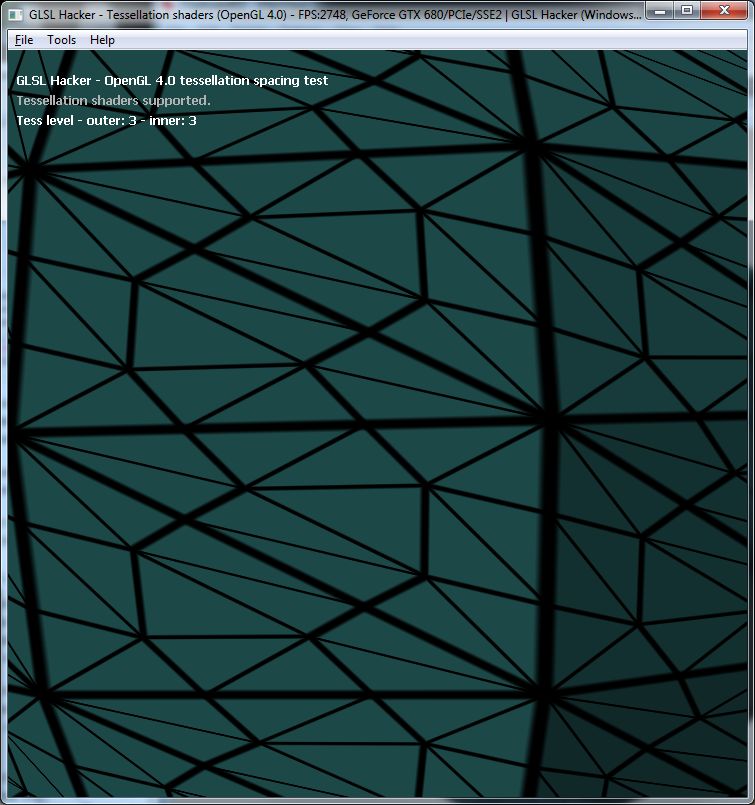 GLSL Hacker - Tessellation shaders (OpenGL 4.0) - FPS:2748, GeForce GTX 680/PCIe/SSE2 | GLSL Hacker (Windows...
File Tools Help
GLSL Hacker - OpenGL 4.0 tessellation spacing test
Tessellation shaders supported.
Tess level - outer: 3 - inner: 3